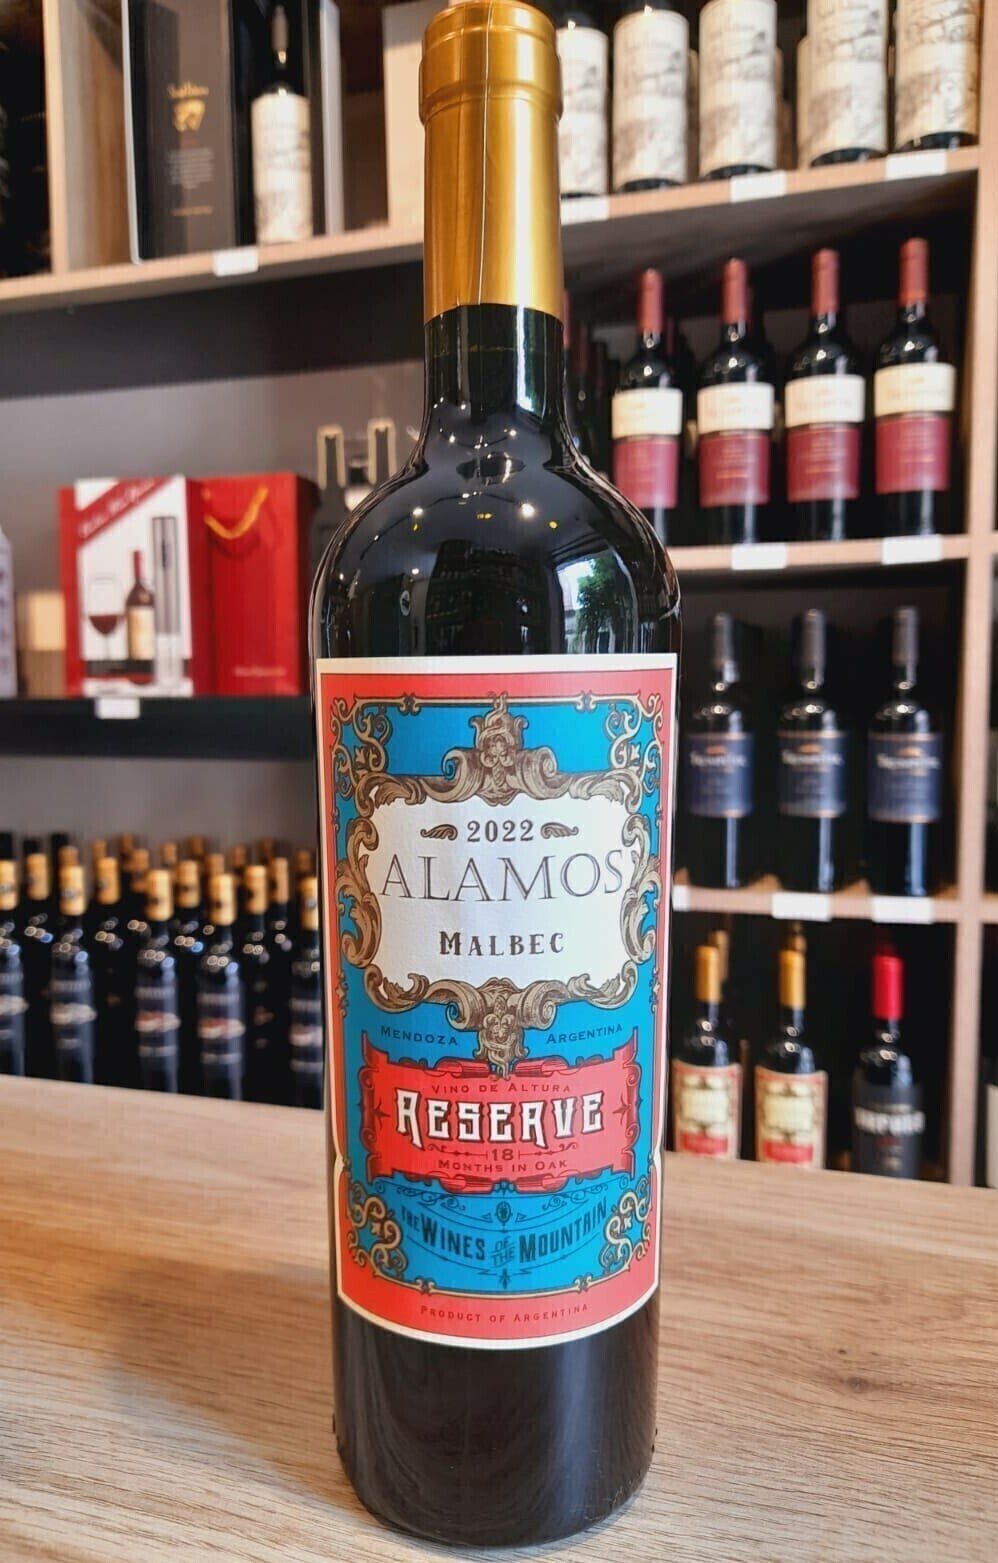 2022
ALAMOS
MALBEC
MENDOZA ARGENTINA
VINO DE ALTURA
RESERVE
18
MONTHS IN OAK
THE WINES OF THE MOUNTAIN
PRODUCT OF ARGENTINA